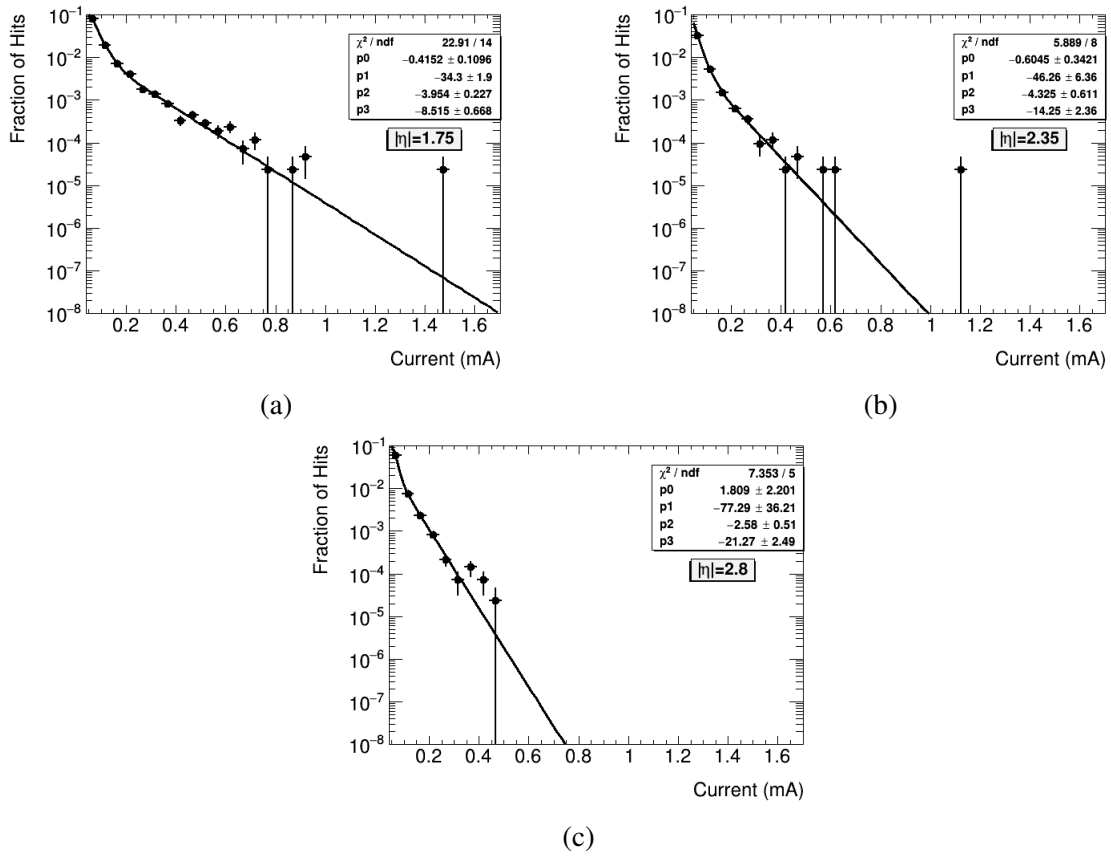 Fraction of Hits
10⁻¹
10⁻²
10⁻³
10⁻⁴
10⁻⁵
10⁻⁶
10⁻⁷
10⁻⁸
χ² / ndf 22.91 / 14
p0 −0.4152 ± 0.1096
p1 −34.3 ± 1.9
p2 −3.954 ± 0.227
p3 −8.515 ± 0.668
|η|=1.75
0.2 0.4 0.6 0.8 1 1.2 1.4 1.6
Current (mA)
(a)
Fraction of Hits
10⁻¹
10⁻²
10⁻³
10⁻⁴
10⁻⁵
10⁻⁶
10⁻⁷
10⁻⁸
χ² / ndf 5.889 / 8
p0 −0.6045 ± 0.3421
p1 −46.26 ± 6.36
p2 −4.325 ± 0.611
p3 −14.25 ± 2.36
|η|=2.35
0.2 0.4 0.6 0.8 1 1.2 1.4 1.6
Current (mA)
(b)
Fraction of Hits
10⁻¹
10⁻²
10⁻³
10⁻⁴
10⁻⁵
10⁻⁶
10⁻⁷
10⁻⁸
χ² / ndf 7.353 / 5
p0 1.809 ± 2.201
p1 −77.29 ± 36.21
p2 −2.58 ± 0.51
p3 −21.27 ± 2.49
|η|=2.8
0.2 0.4 0.6 0.8 1 1.2 1.4 1.6
Current (mA)
(c)